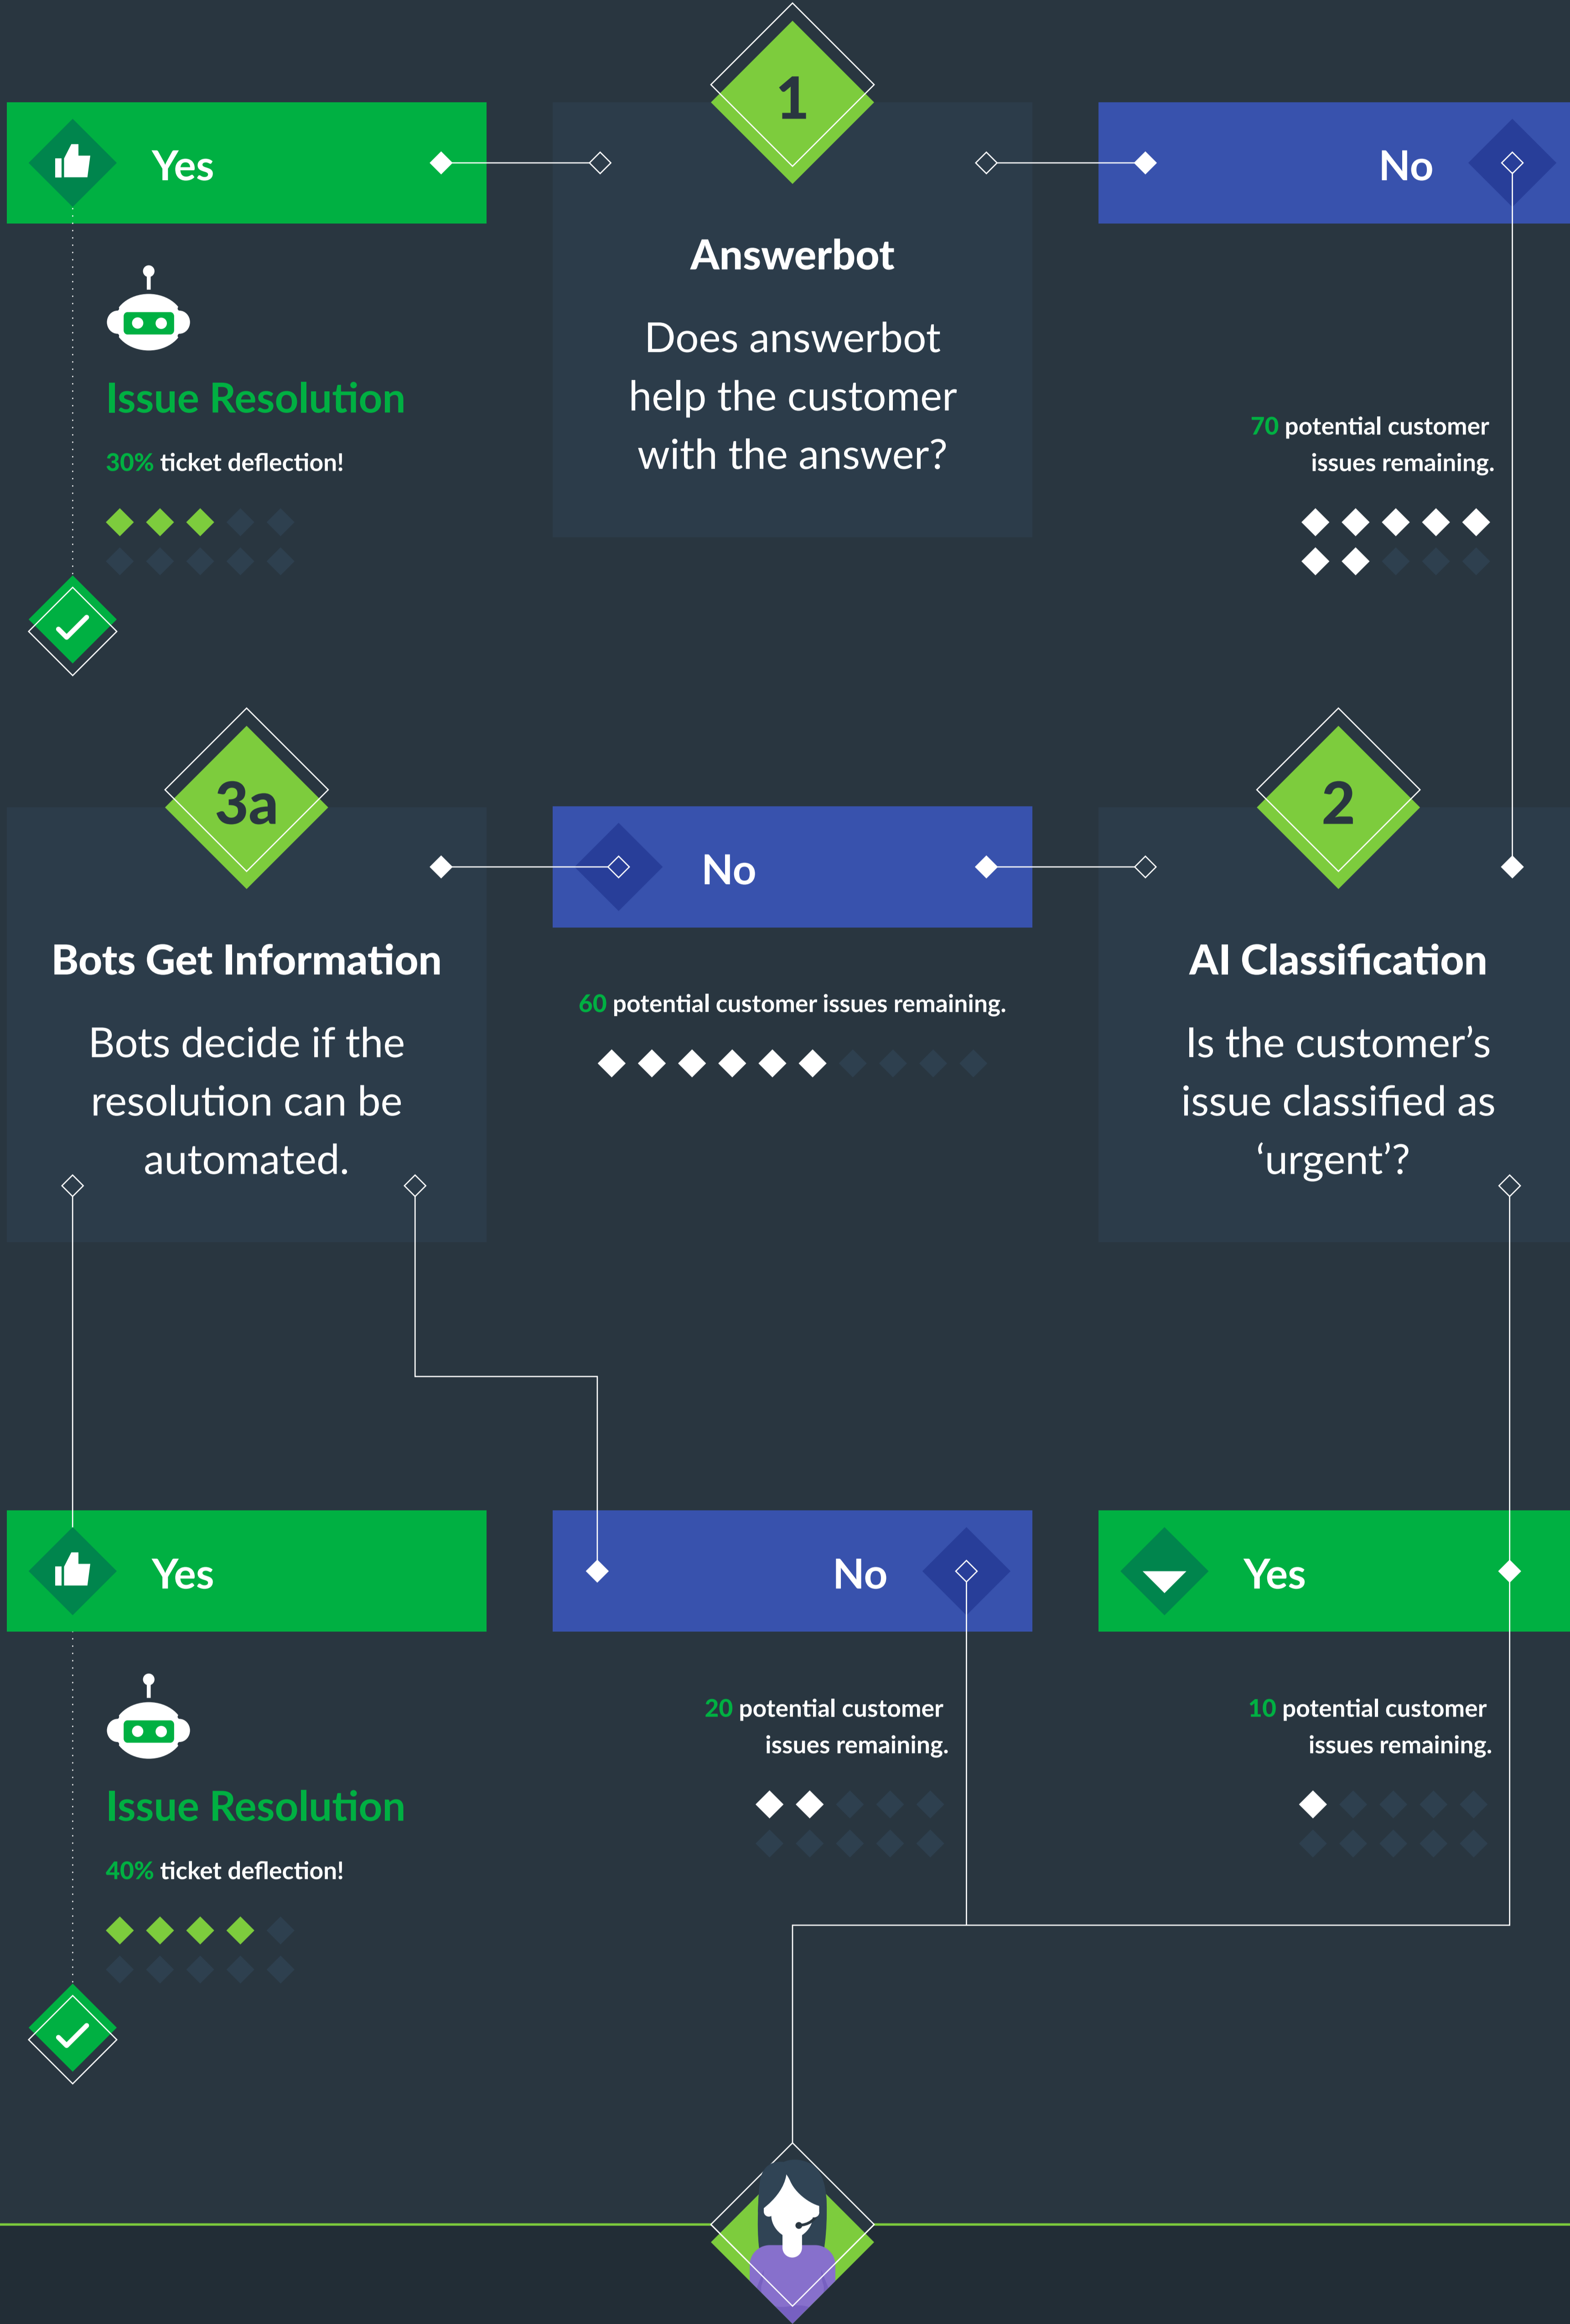 1
Yes
No
Answerbot
Does answerbot
help the customer
with the answer?
Issue Resolution
30% ticket deflection!
70 potential customer
issues remaining.
3a
2
No
Bots Get Information
Bots decide if the
resolution can be
automated.
60 potential customer issues remaining.
AI Classification
Is the customer’s
issue classified as
‘urgent’?
Yes
No
Yes
Issue Resolution
40% ticket deflection!
20 potential customer
issues remaining.
10 potential customer
issues remaining.